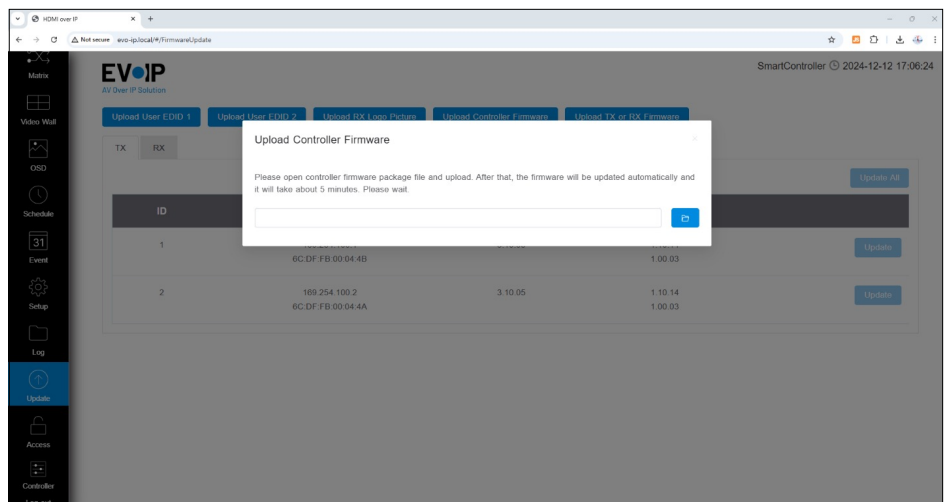 HDMI over IP
Not secure evo-ip.local/#/FirmwareUpdate
SmartController 2024-12-12 17:06:24
EVOIP
AV Over IP Solution
Matrix
Video Wall
OSD
Schedule
31
Event
Setup
Log
Update
Access
Controller
Log out
Upload User EDID 1 Upload User EDID 2 Upload RX Logo Picture Upload Controller Firmware Upload TX or RX Firmware
TX RX
Upload Controller Firmware
Please open controller firmware package file and upload. After that, the firmware will be updated automatically and
it will take about 5 minutes. Please wait.
Update All
ID
1
6C:DF:FB:00:04:4B 1.00.03
Update
2 169.254.100.2 3.10.05 1.10.14
6C:DF:FB:00:04:4A 1.00.03
Update